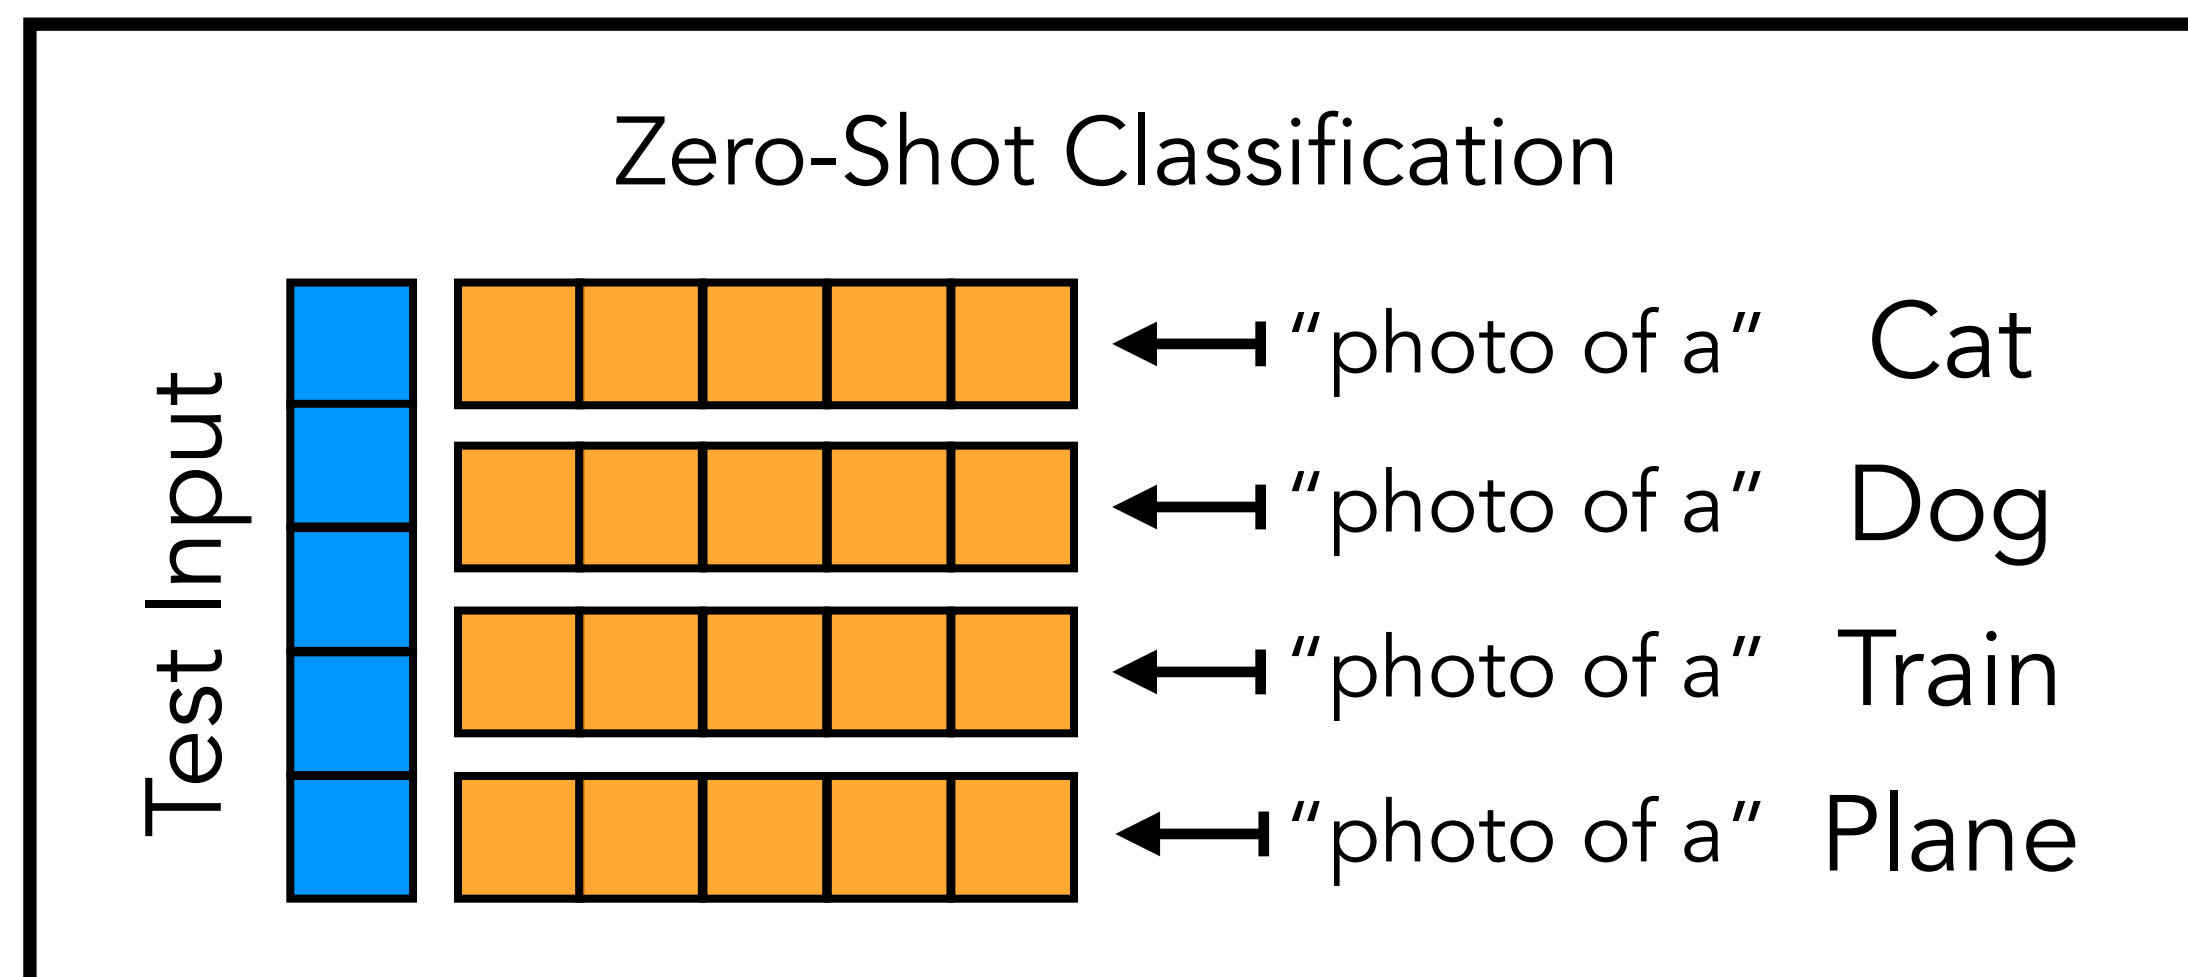 Zero-Shot Classification
Test Input
“photo of a” Cat
“photo of a” Dog
“photo of a” Train
“photo of a” Plane